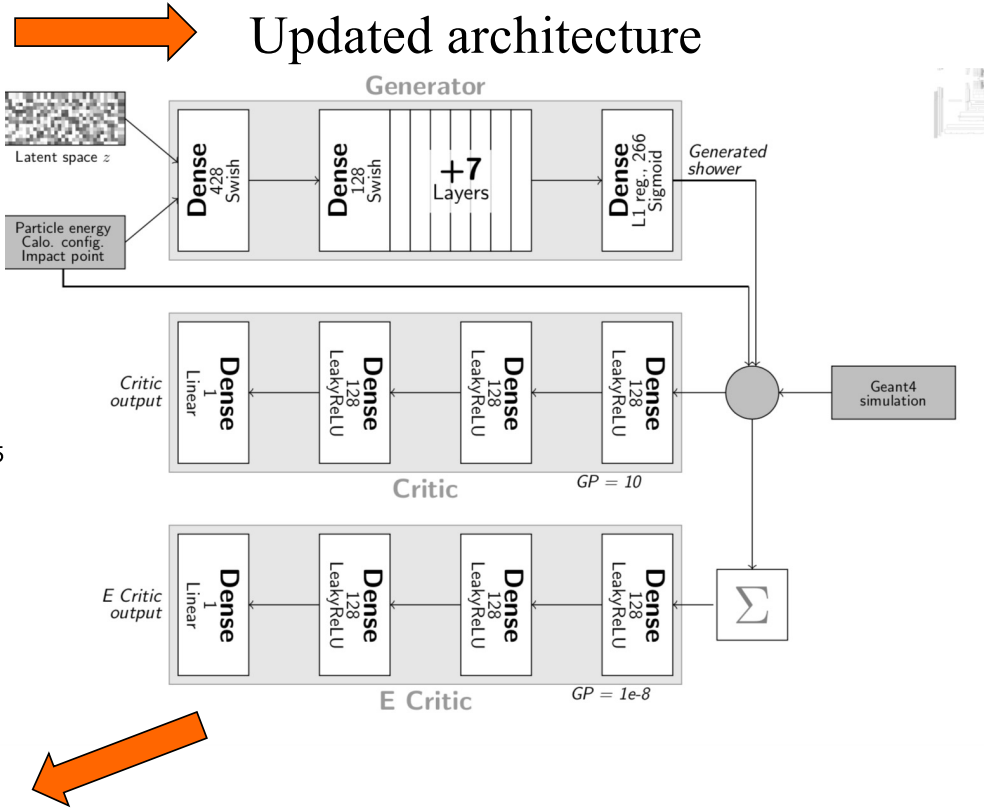 Updated architecture
Generator
Latent space z
Particle energy
Calo. config.
Impact point
Dense
428
Swish
Dense
128
Swish
+7
Layers
Dense
L1 reg., 266
Sigmoid
Generated
shower
Critic
output
Dense
1
Linear
Dense
128
LeakyReLU
Dense
128
LeakyReLU
Dense
128
LeakyReLU
Geant4
simulation
GP = 10
Critic
E Critic
output
Dense
1
Linear
Dense
128
LeakyReLU
Dense
128
LeakyReLU
Dense
128
LeakyReLU
Σ
GP = 1e-8
E Critic